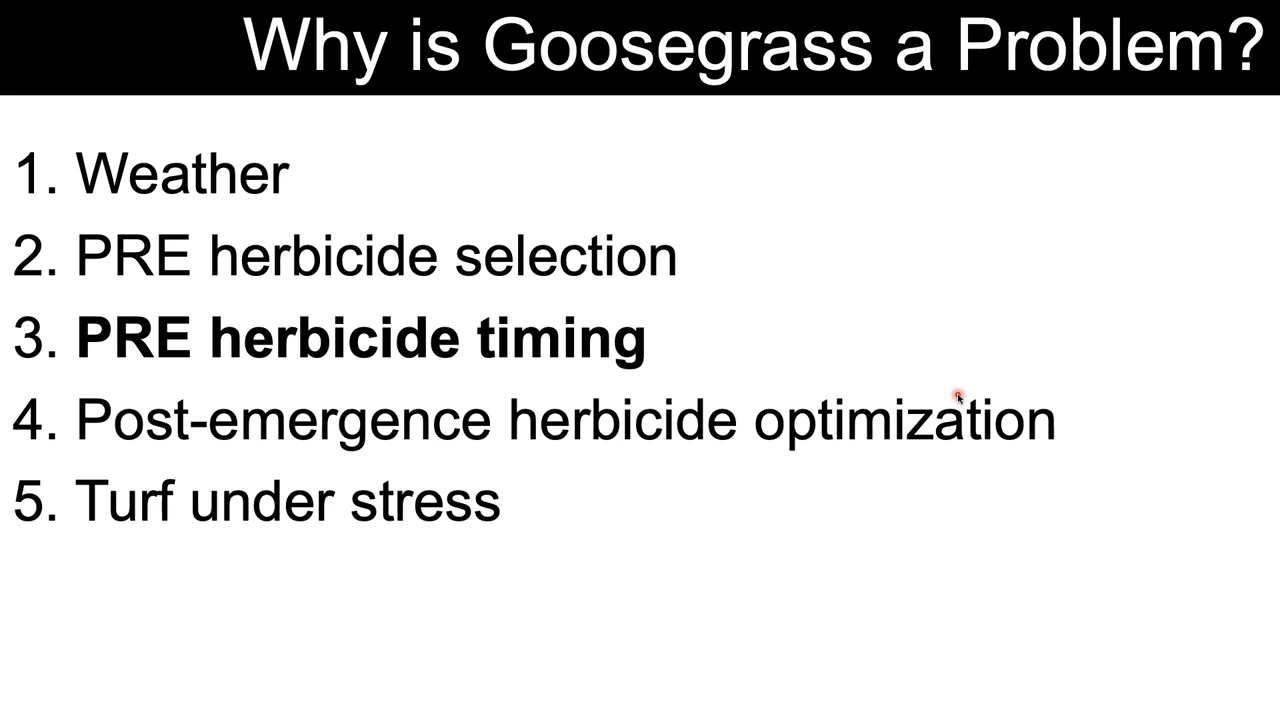 Why is Goosegrass a Problem?
1. Weather
2. PRE herbicide selection
3. PRE herbicide timing
4. Post-emergence herbicide optimization
5. Turf under stress